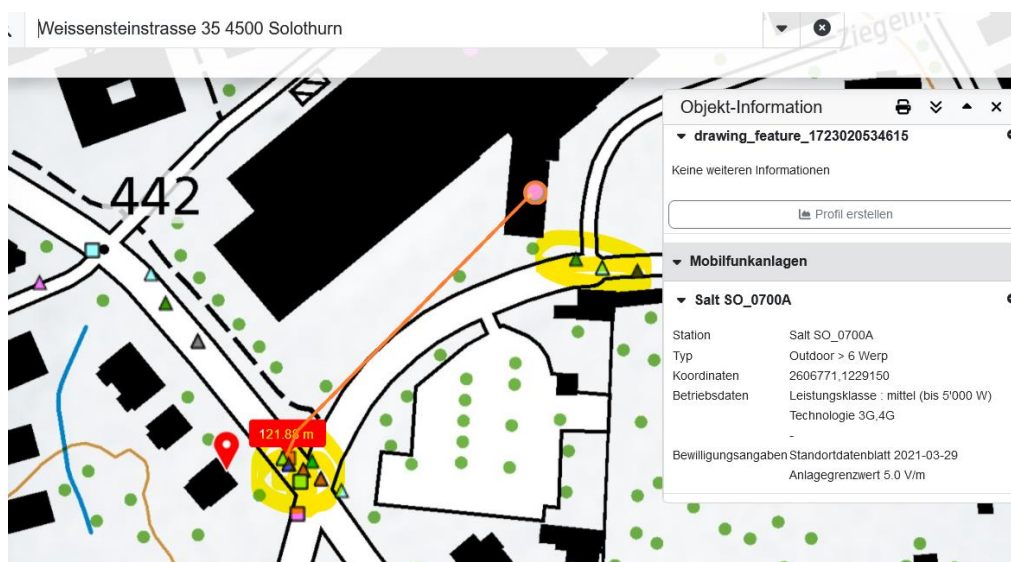 Weissensteinstrasse 35 4500 Solothurn
442
121.88 m
Objekt-Information
drawing_feature_1723020534615
Keine weiteren Informationen
Profil erstellen
Mobilfunkanlagen
Salt SO_0700A
Station Salt SO_0700A
Typ Outdoor > 6 Werp
Koordinaten 2606771,1229150
Betriebsdaten Leistungsklasse : mittel (bis 5'000 W)
Technologie 3G,4G
-
Bewilligungsangaben Standortdatenblatt 2021-03-29
Anlagegrenzwert 5.0 V/m